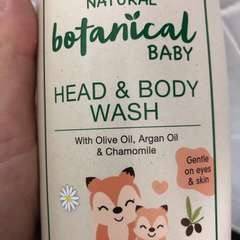 NATURAL
botanical
BABY
HEAD & BODY
WASH
With Olive Oil, Argan Oil
& Chamomile
Gentle
on eyes
& skin